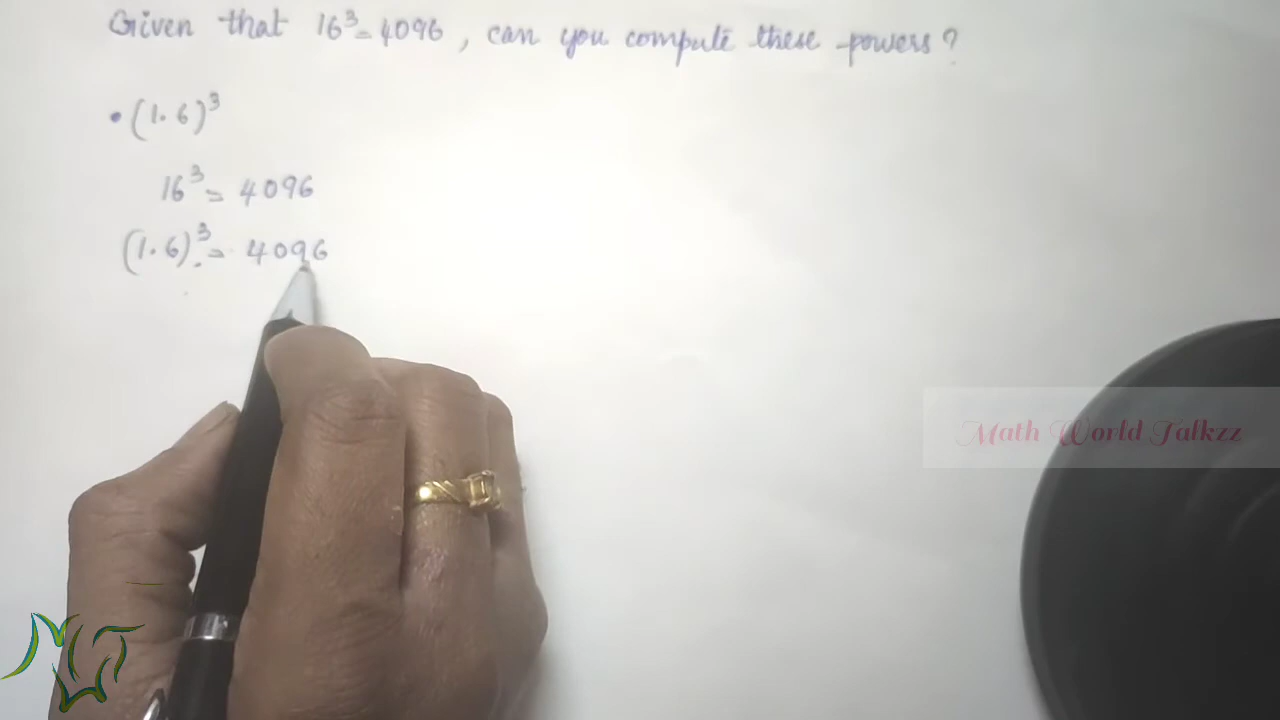 Given that 16³ = 4096, can you compute these powers?
• (1.6)³
16³ = 4096
(1.6)³ = 4096
Math World Talkzz
MWT